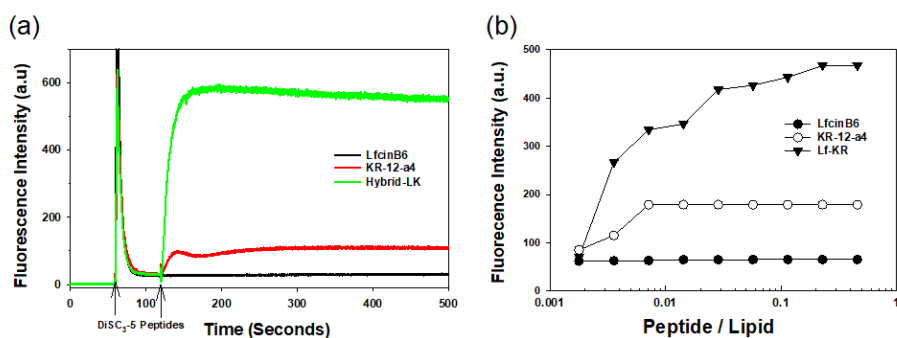 (a)
Fluorescence Intensity (a.u)
600
400
200
0
LfcinB6
KR-12-a4
Hybrid-LK
0 100 200 300 400 500
DiSC₃-5 Peptides
Time (Seconds)
(b)
Fluorecence Intensity (a.u.)
500
400
300
200
100
0
LfcinB6
KR-12-a4
Lf-KR
0.001 0.01 0.1 1
Peptide / Lipid